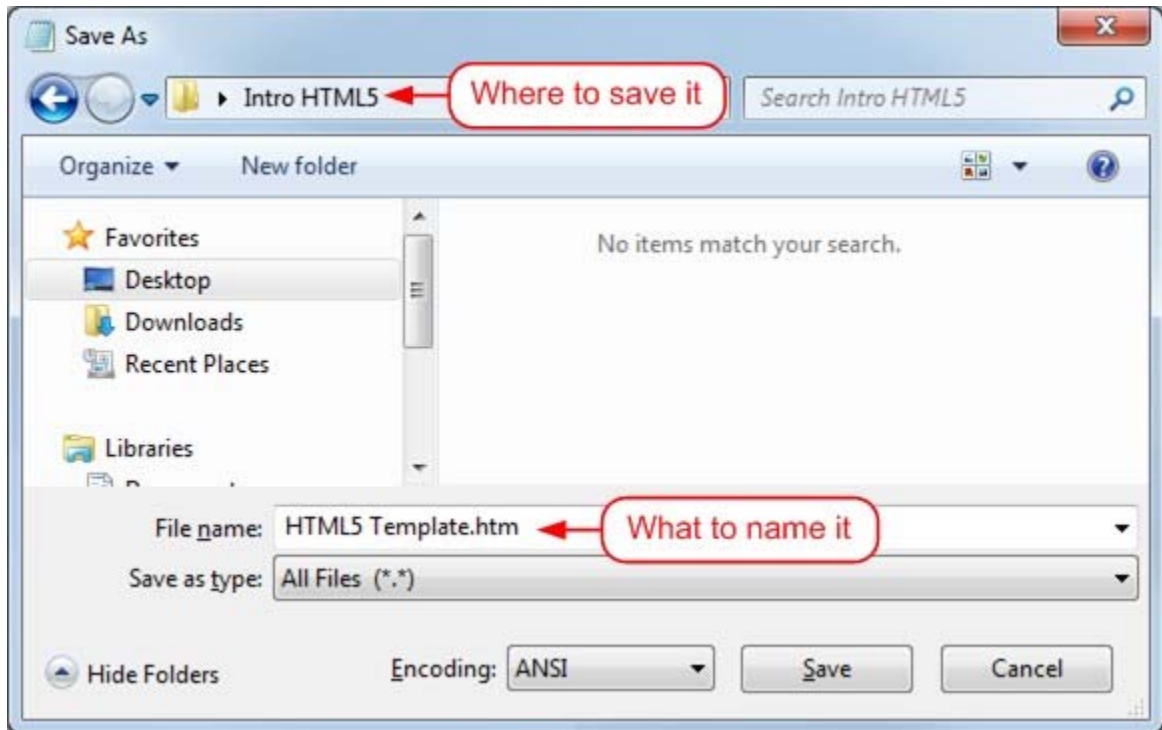 Save As
Intro HTML5
Where to save it
Search Intro HTML5
Organize
New folder
Favorites
No items match your search.
Desktop
Downloads
Recent Places
Libraries
File name: HTML5 Template.htm
What to name it
Save as type: All Files (*.*)
Hide Folders
Encoding: ANSI
Save
Cancel